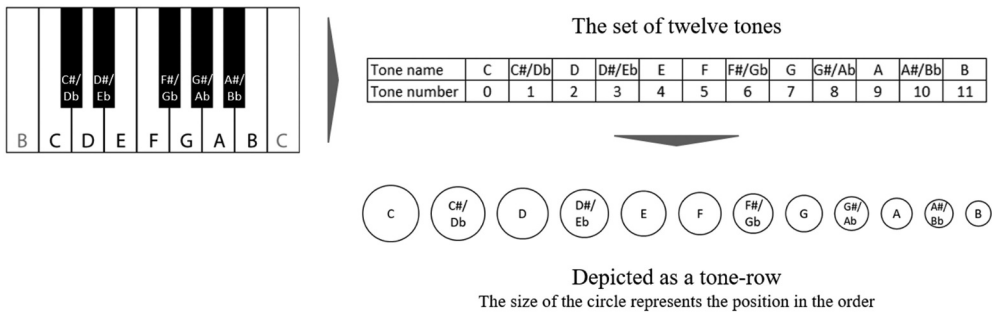 C#/ D#/ F#/ G#/ A#/
Db Eb Gb Ab Bb
B C D E F G A B C
The set of twelve tones
Tone name C C#/Db D D#/Eb E F F#/Gb G G#/Ab A A#/Bb B
Tone number 0 1 2 3 4 5 6 7 8 9 10 11
C C#/ D D#/ E F F#/ G G#/ A A#/ B
Db Eb Gb Ab Bb
Depicted as a tone-row
The size of the circle represents the position in the order